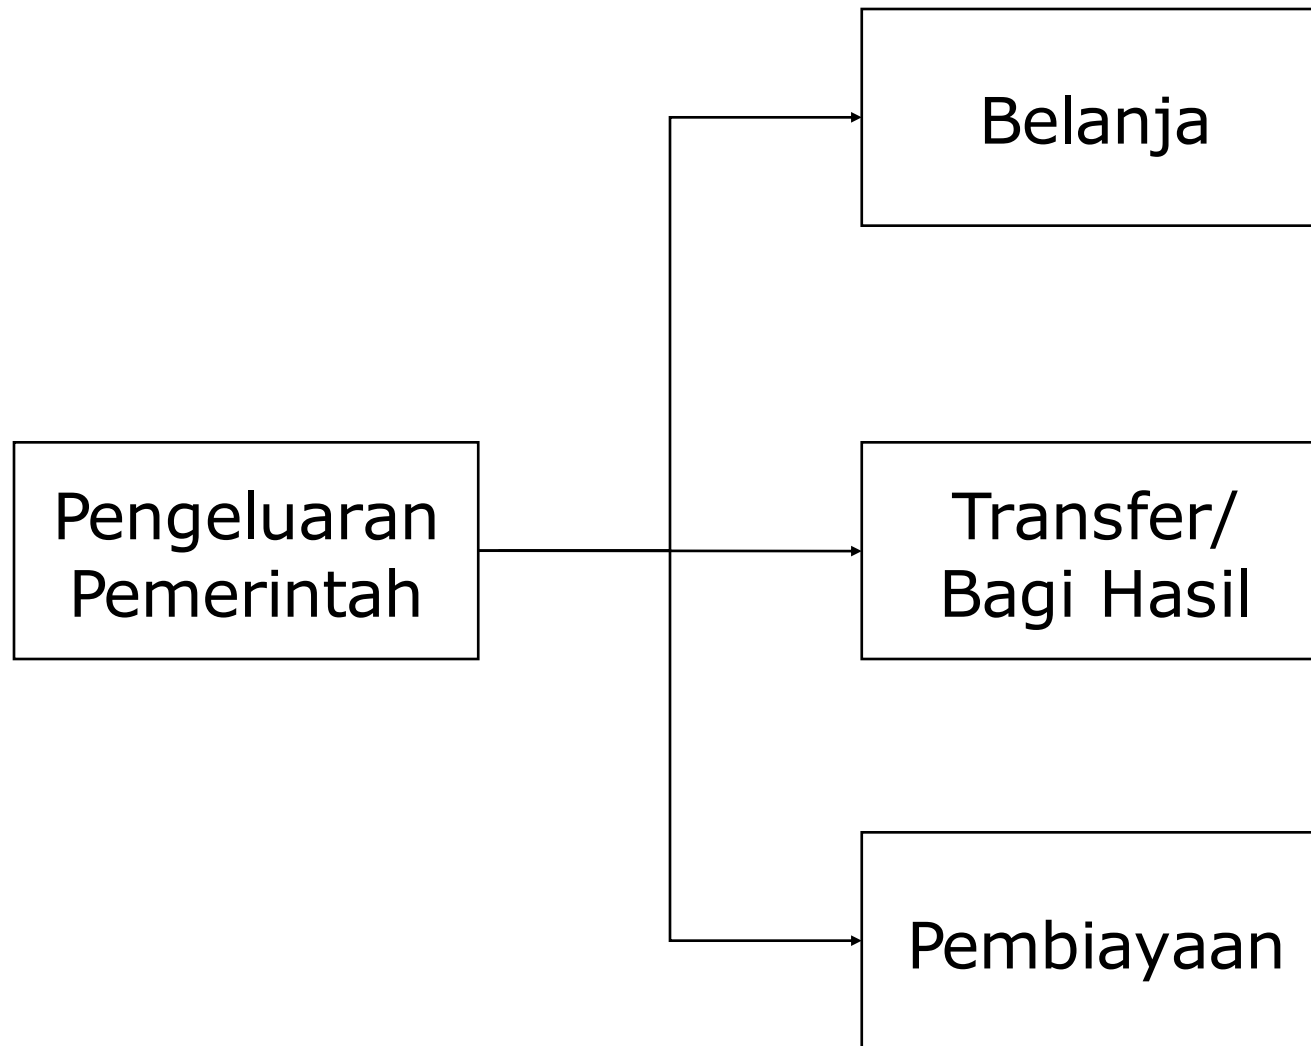 Belanja
Pengeluaran
Pemerintah
Transfer/
Bagi Hasil
Pembiayaan